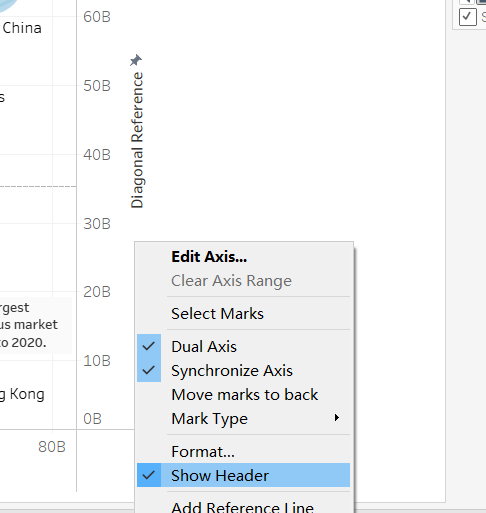 60B
China
S
s
50B
Diagonal Reference
40B
30B
20B
rgest
us market
to 2020.
10B
g Kong
0B
80B
Edit Axis...
Clear Axis Range
Select Marks
Dual Axis
Synchronize Axis
Move marks to back
Mark Type
Format...
Show Header
Add Reference Line